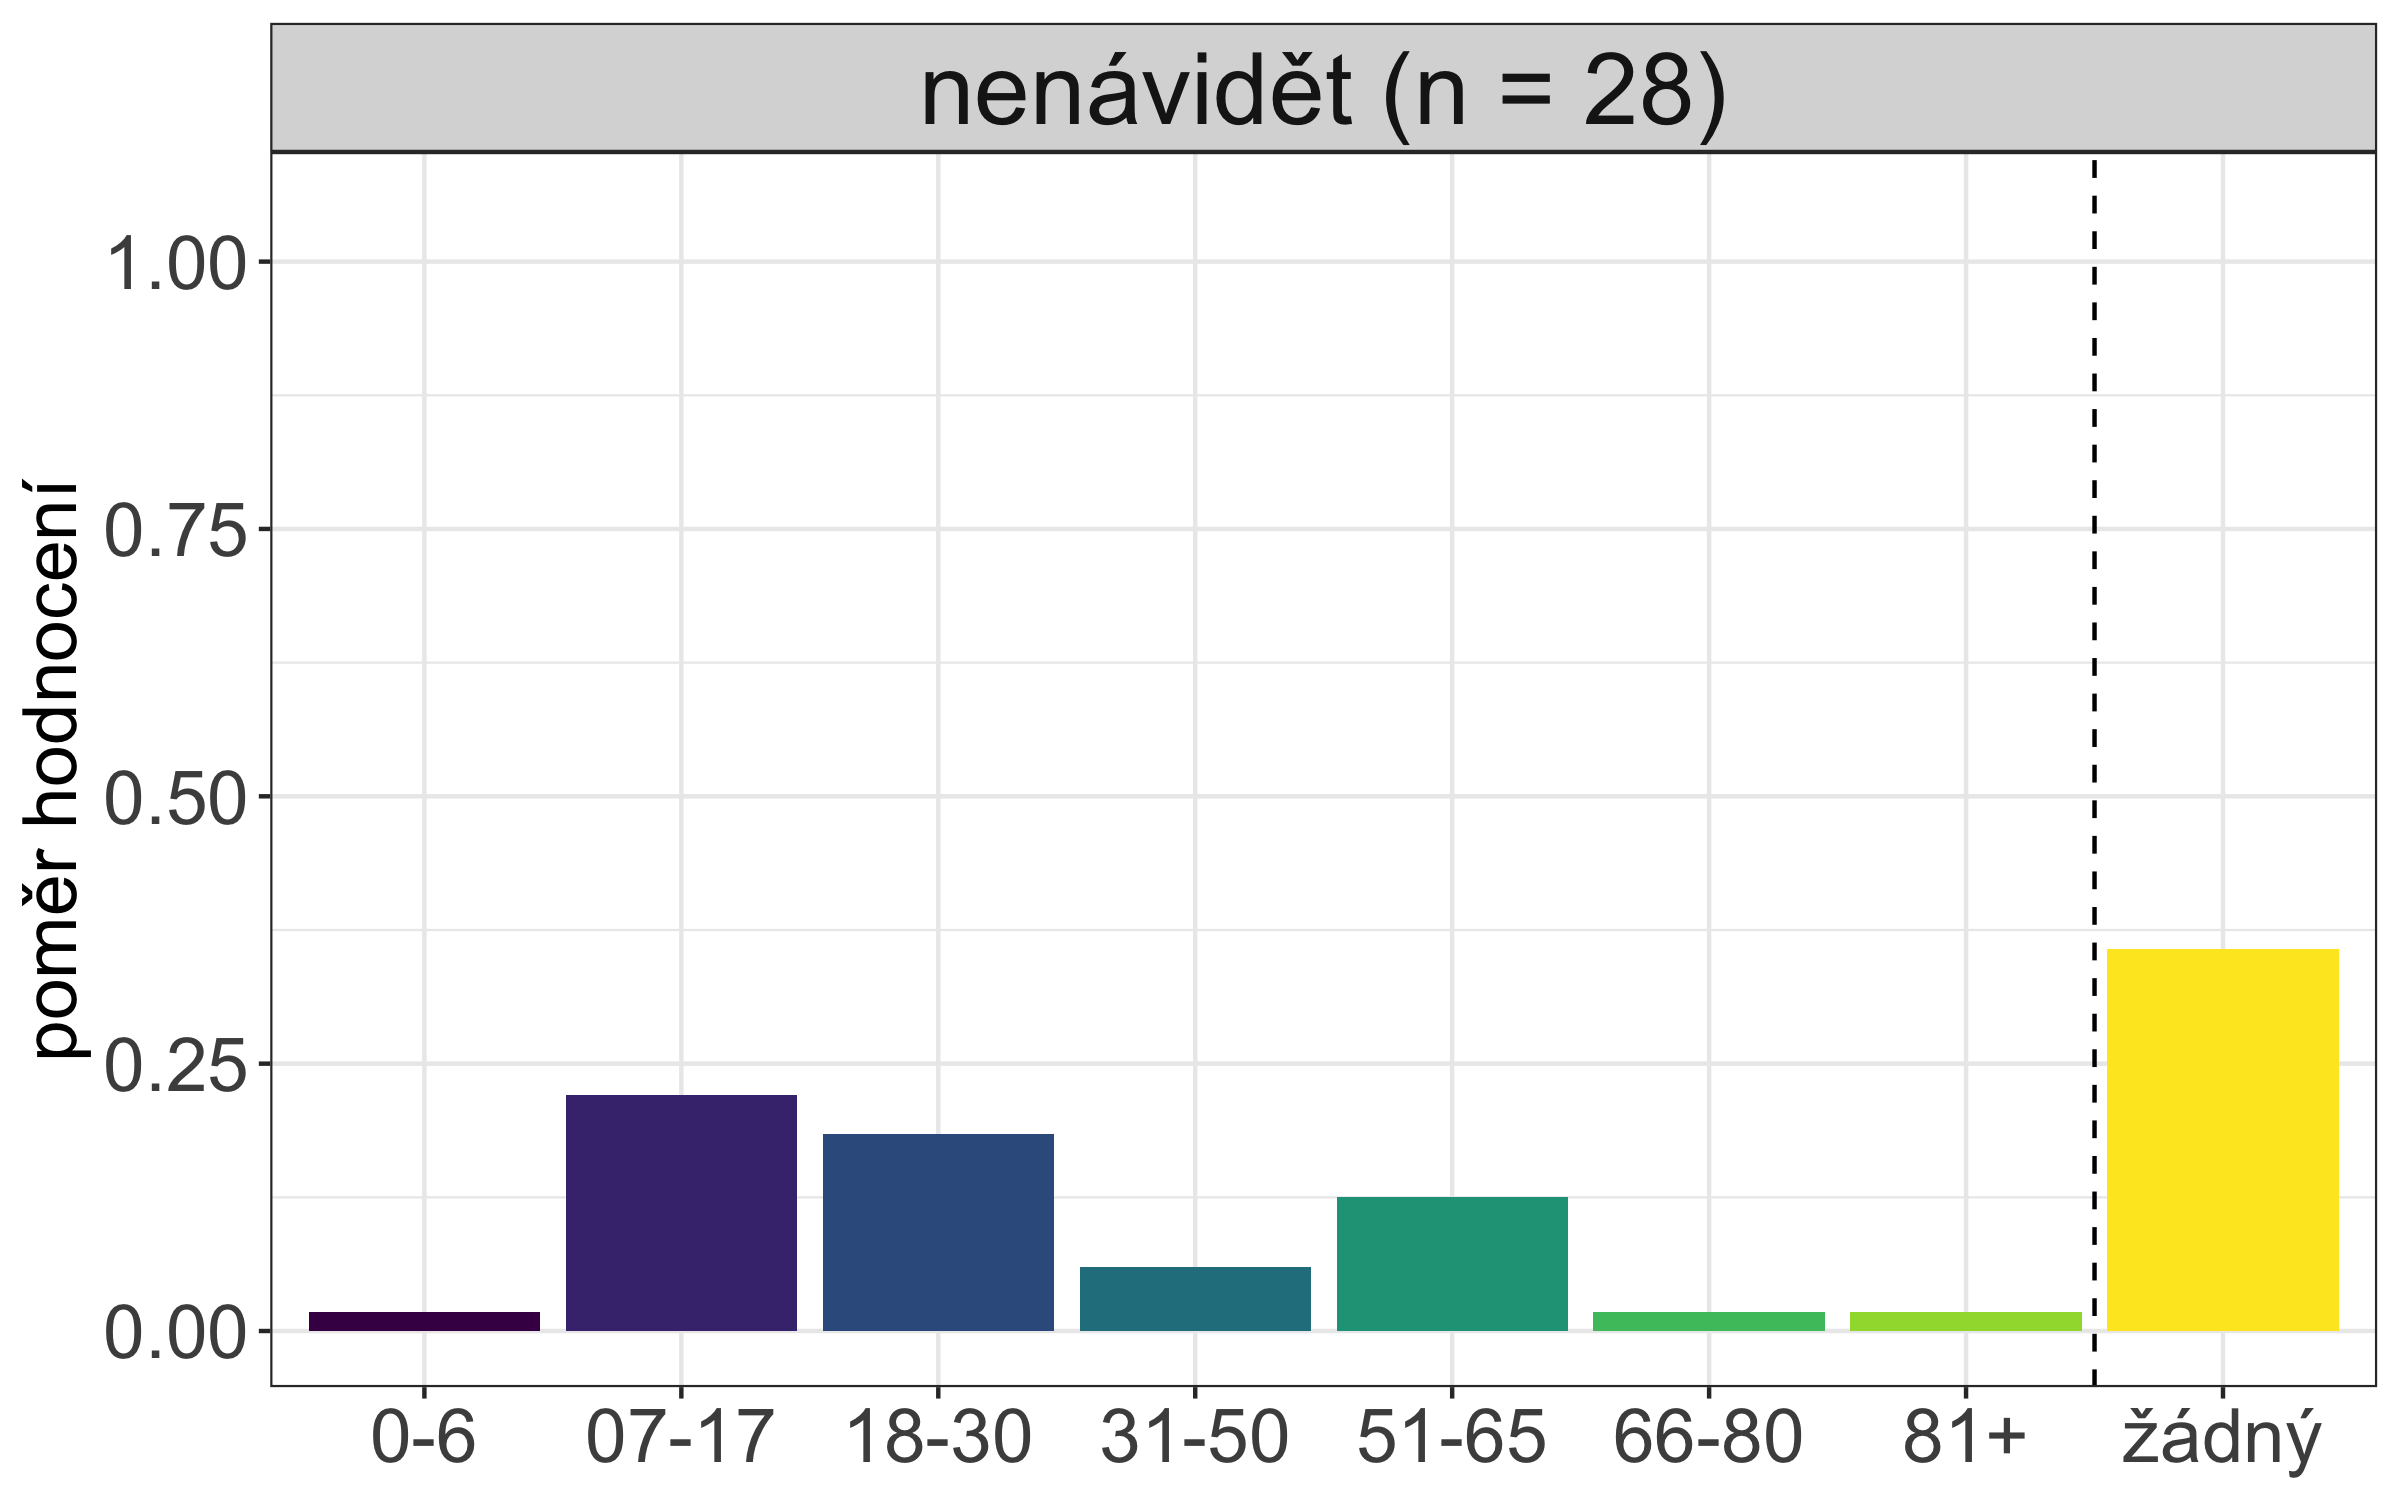 nenávidět (n = 28)
poměr hodnocení
1.00
0.75
0.50
0.25
0.00
0-6 07-17 18-30 31-50 51-65 66-80 81+ žádný